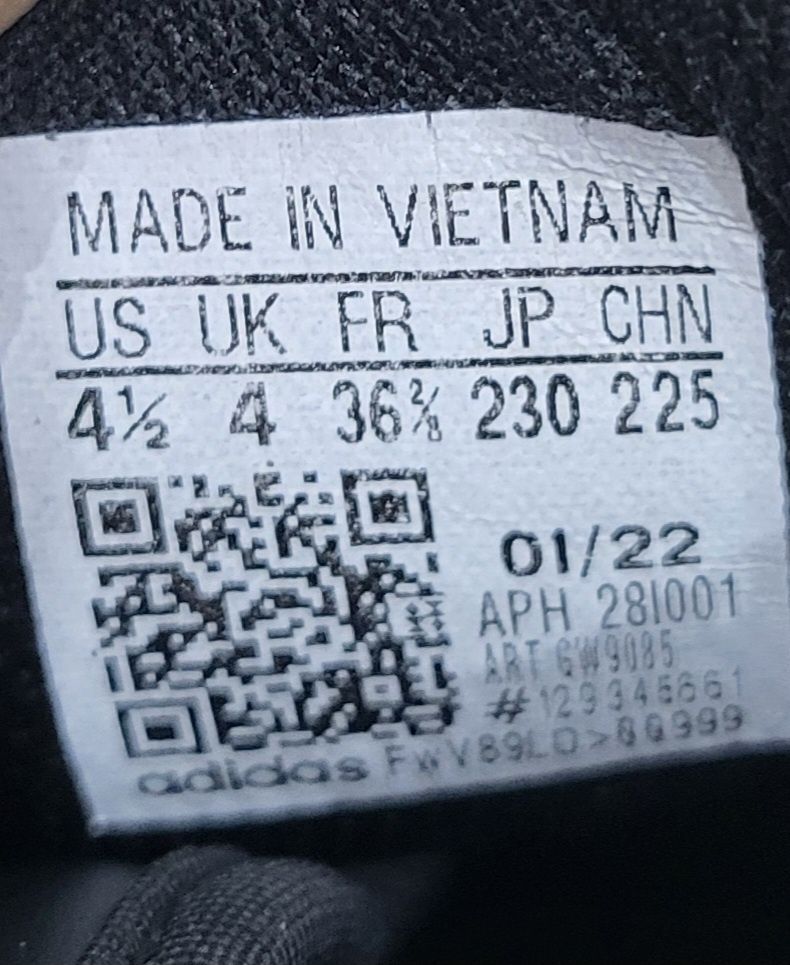 MADE IN VIETNAM
US UK FR JP CHN
4½ 4 36⅔ 230 225
01/22
APH 28I001
ART GW9085
#129345661
adidas